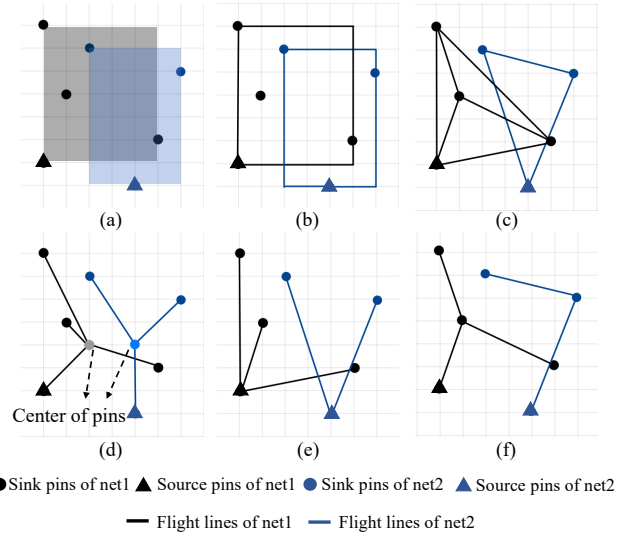 (a) (b) (c)
Center of pins
(d) (e) (f)
Sink pins of net1 Source pins of net1 Sink pins of net2 Source pins of net2
Flight lines of net1 Flight lines of net2